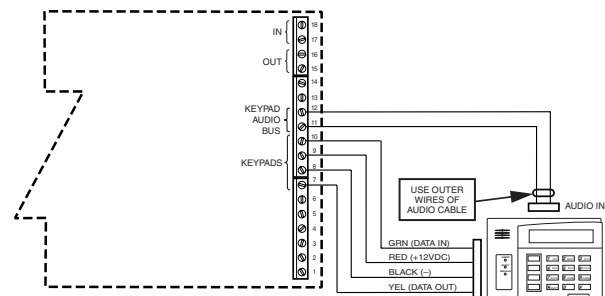 IN
OUT
KEYPAD
AUDIO
BUS
KEYPADS
18
17
16
15
14
13
12
11
10
9
8
7
6
5
4
3
2
1
USE OUTER
WIRES OF
AUDIO CABLE
AUDIO IN
GRN (DATA IN)
RED (+12VDC)
BLACK (–)
YEL (DATA OUT)